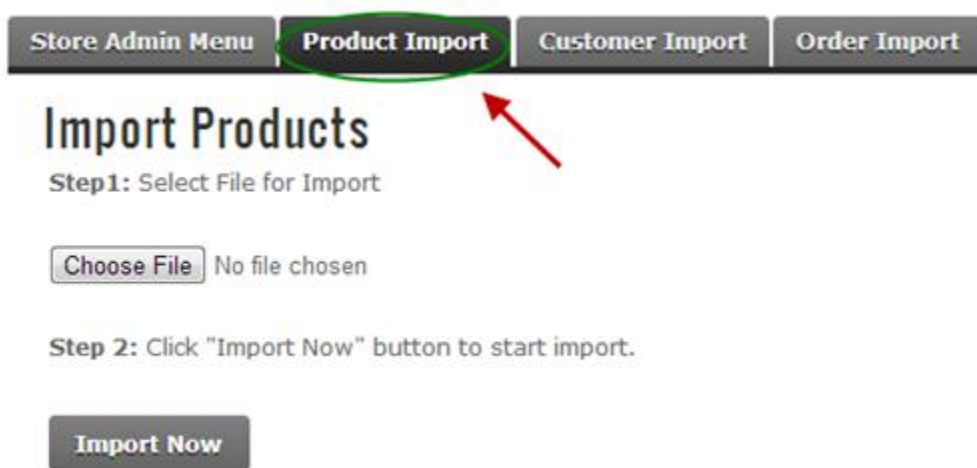 Store Admin Menu Product Import Customer Import Order Import
Import Products
Step1: Select File for Import
Choose File No file chosen
Step 2: Click "Import Now" button to start import.
Import Now